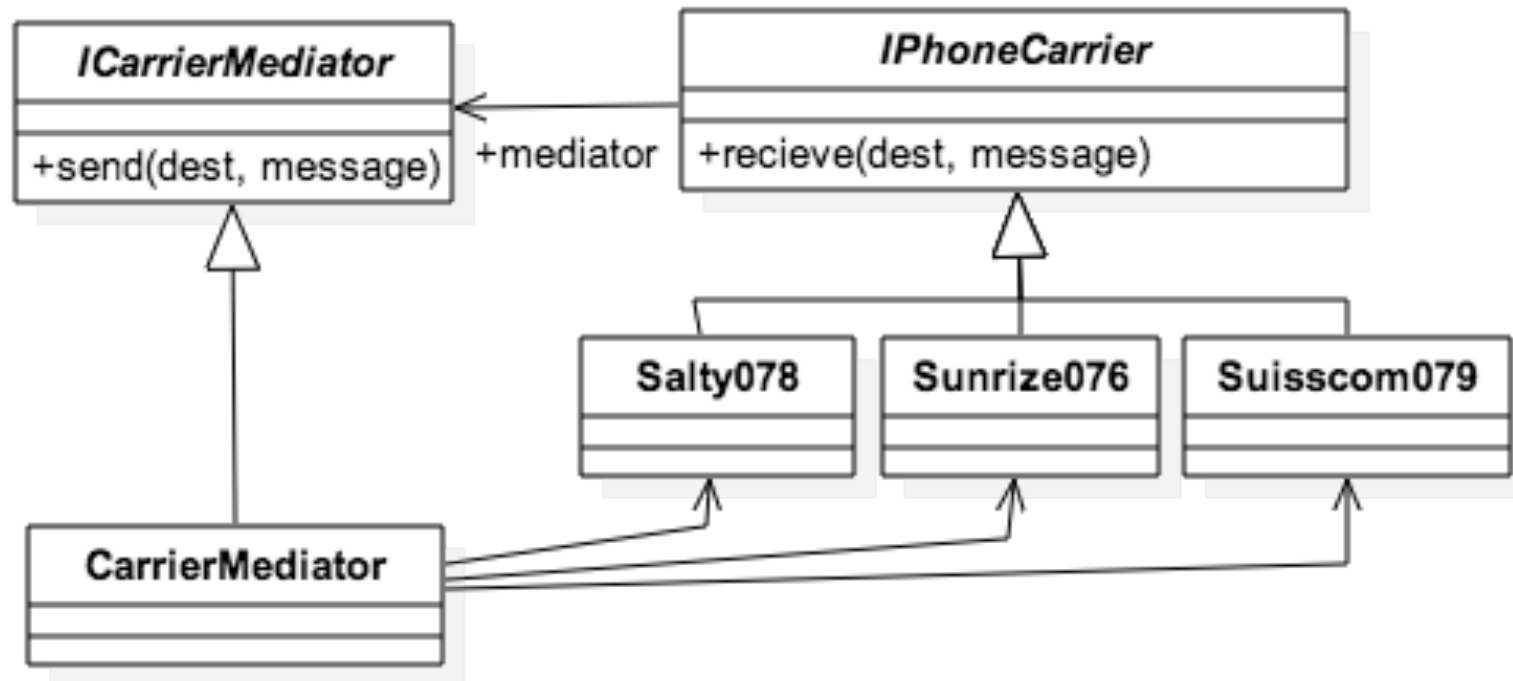 ICarrierMediator
+send(dest, message)
+mediator
IPhoneCarrier
+recieve(dest, message)
Salty078
Sunrize076
Suisscom079
CarrierMediator